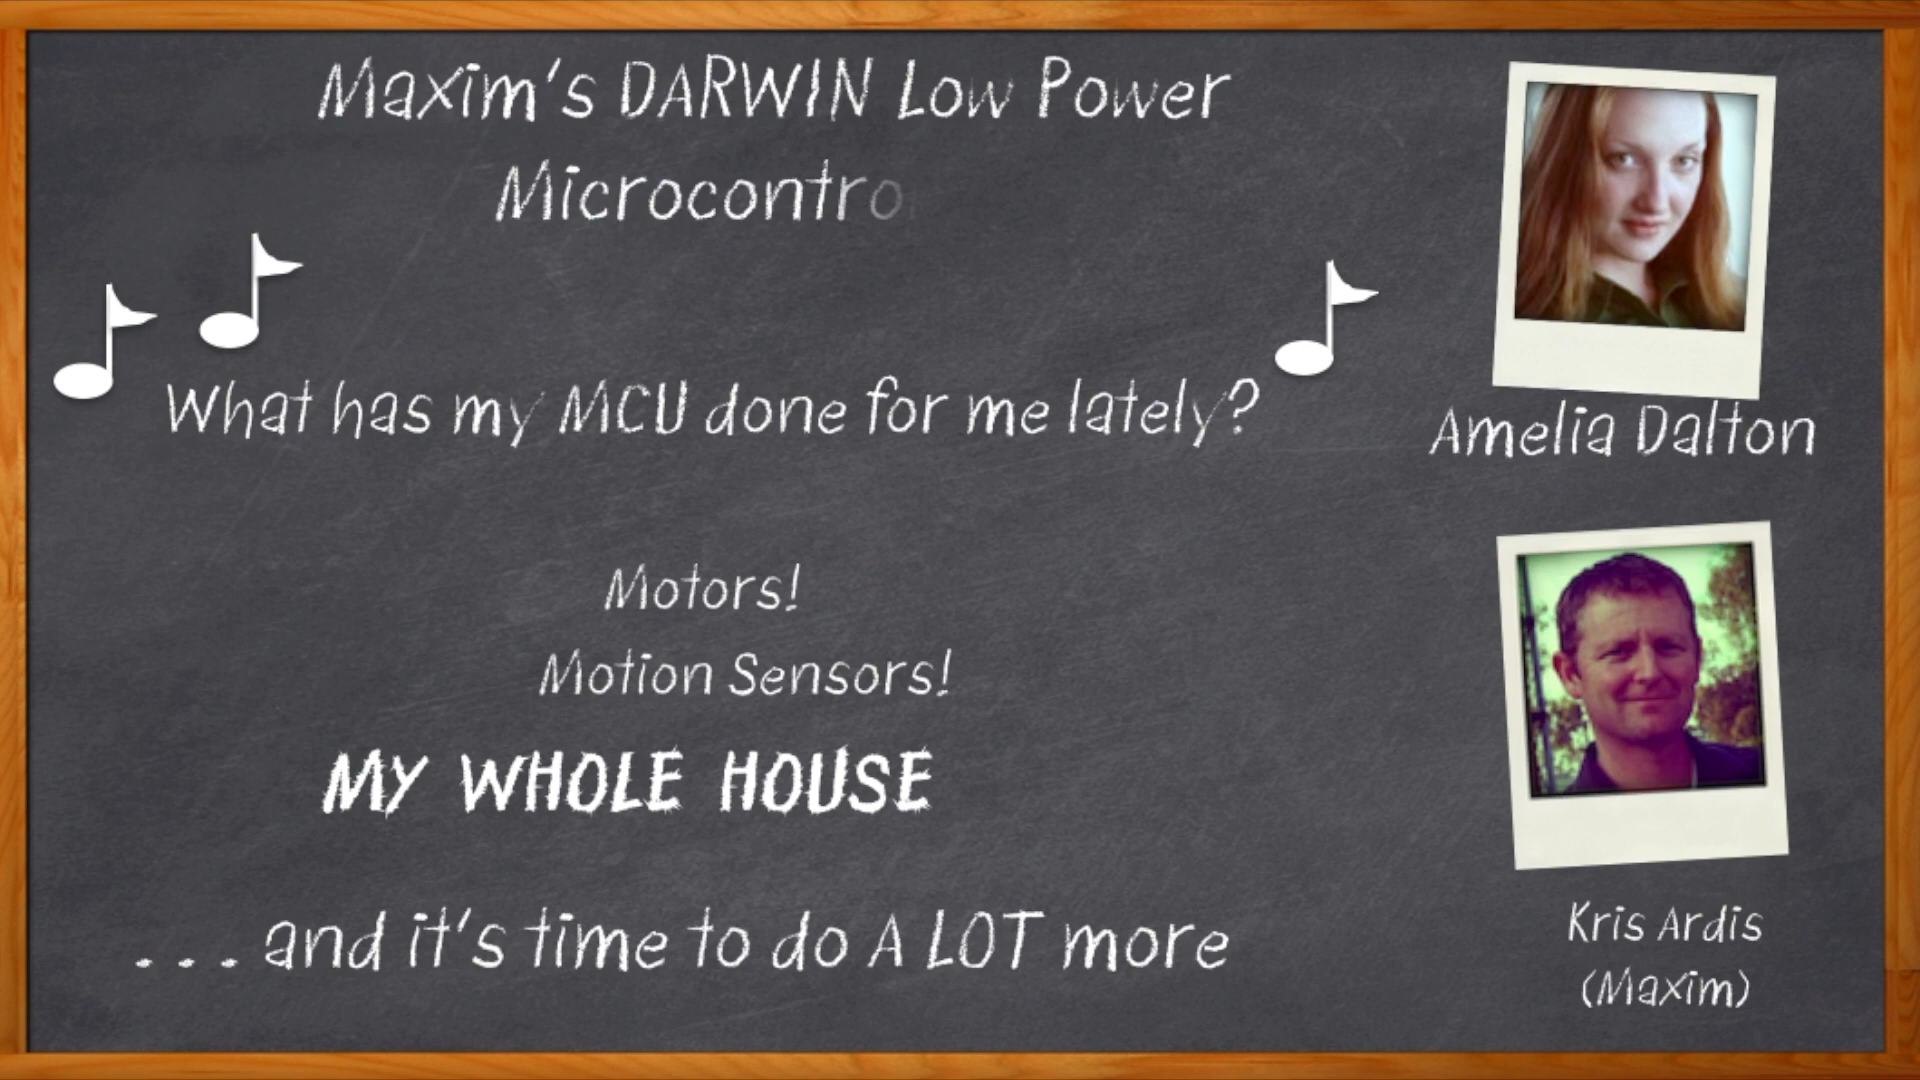 Maxim's DARWIN Low Power
Microcontro
What has my MCU done for me lately?
Motors!
Motion Sensors!
MY WHOLE HOUSE
. . . and it's time to do A LOT more
Amelia Dalton
Kris Ardis
(Maxim)